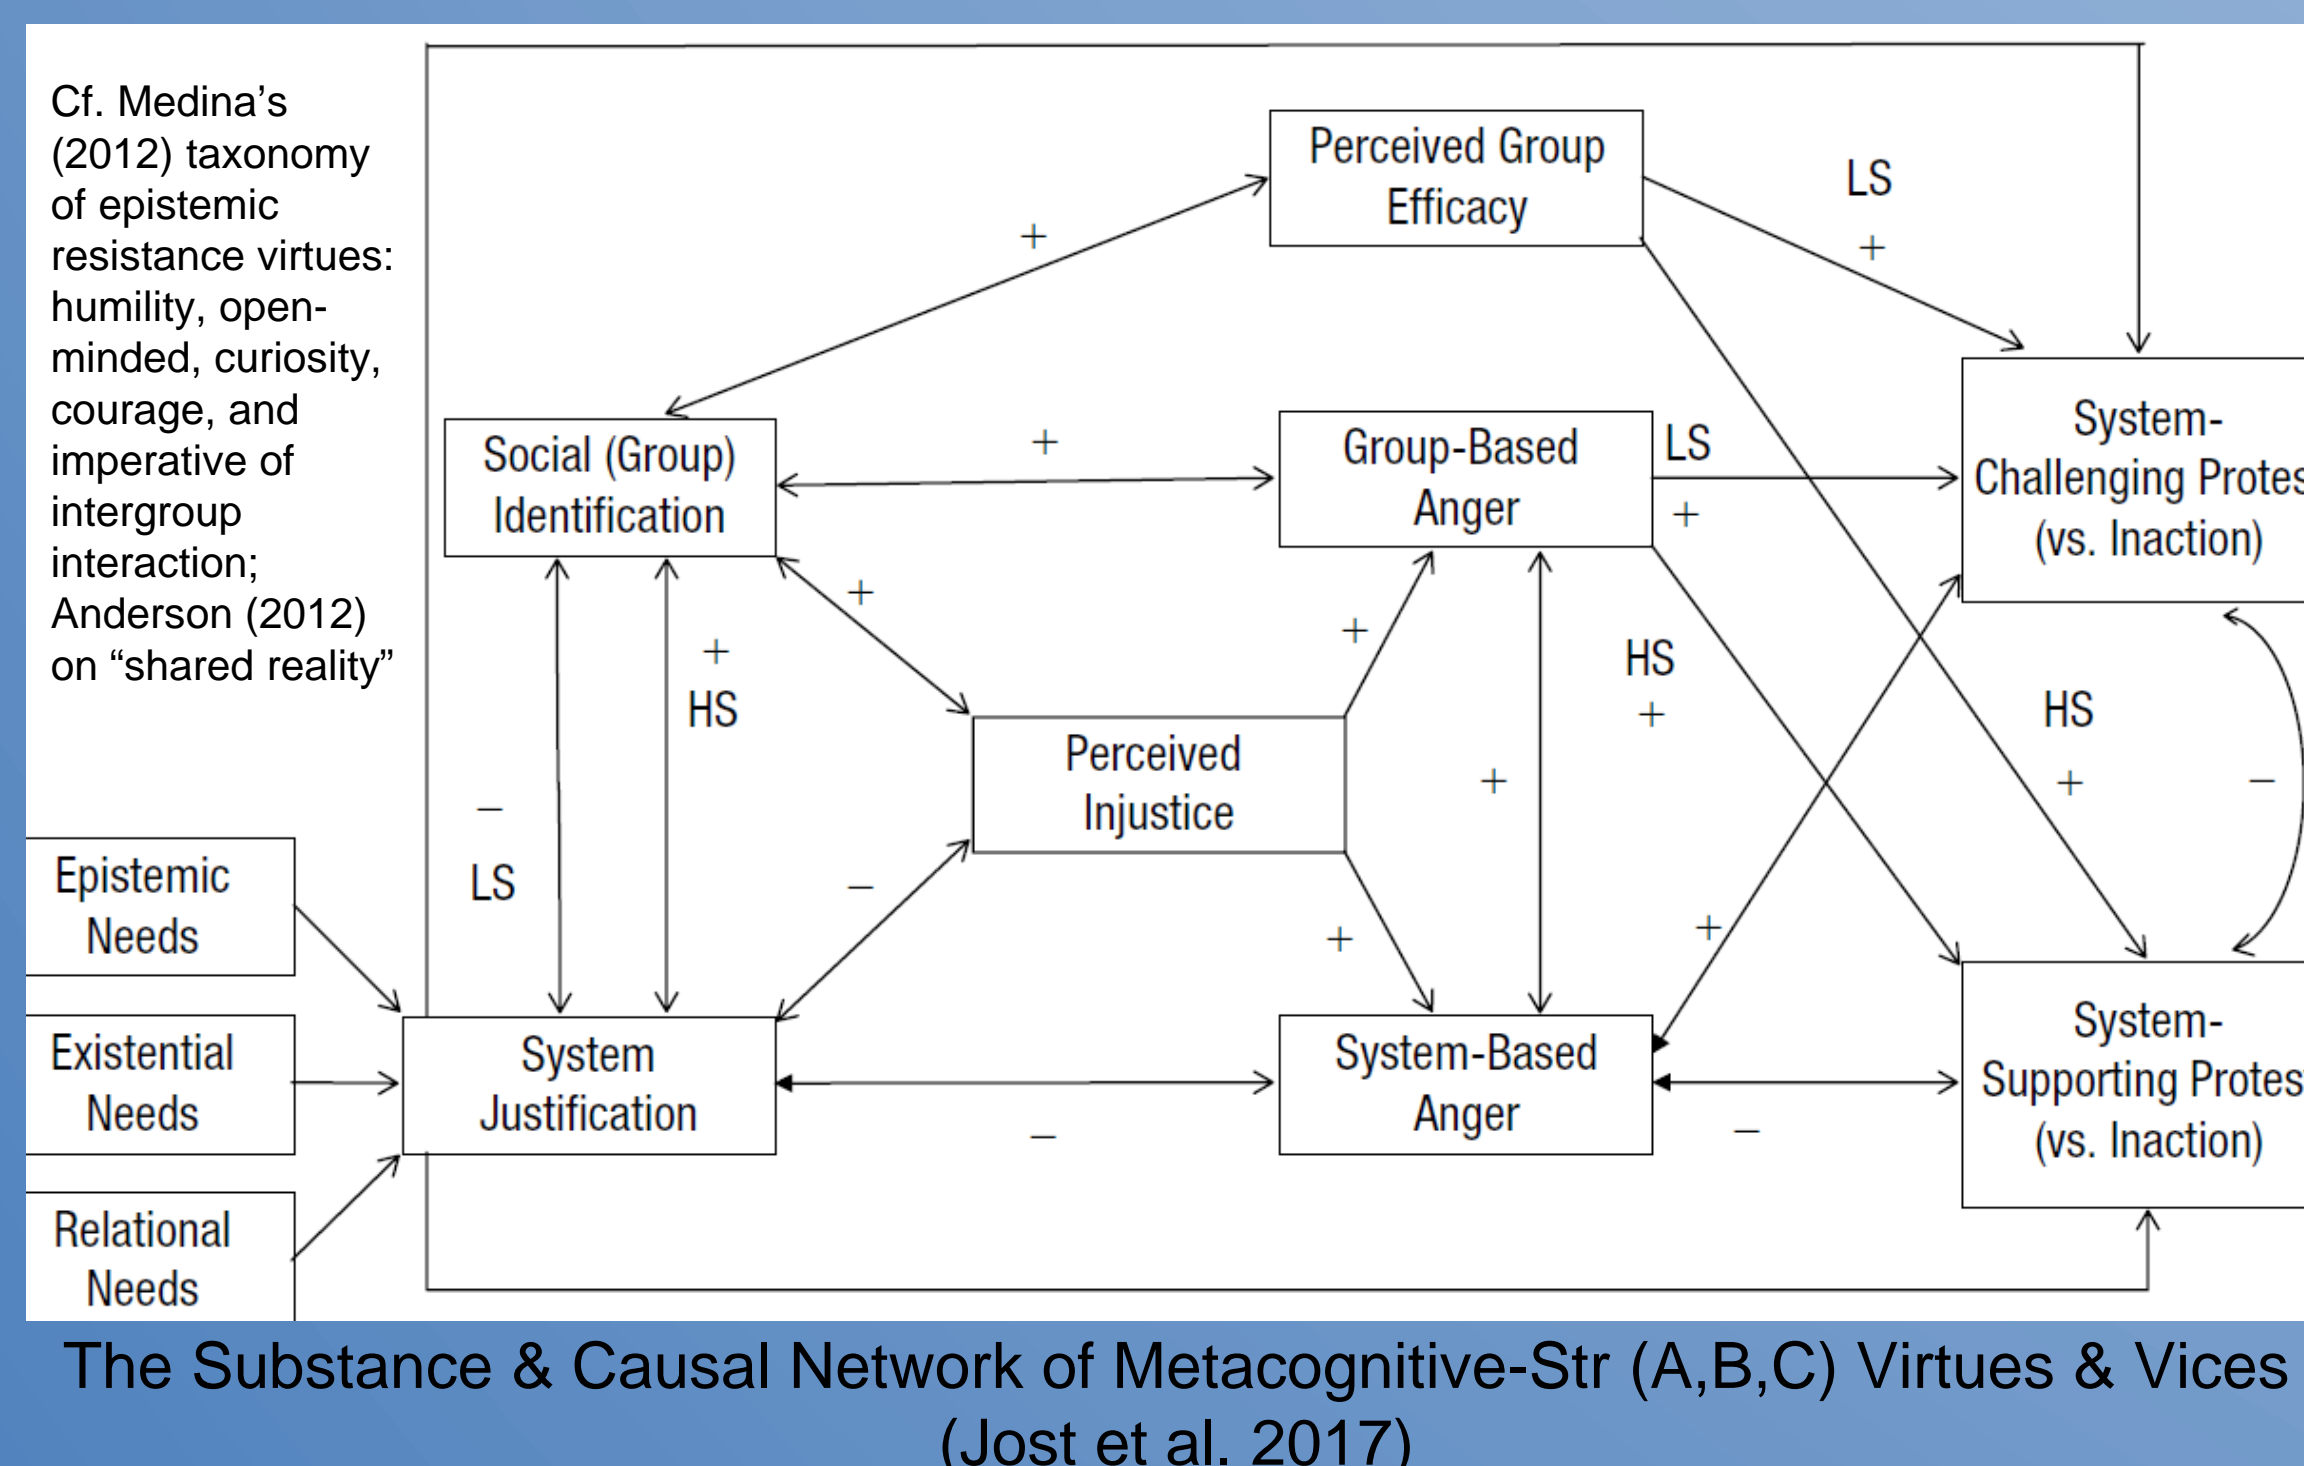 Cf. Medina’s
(2012) taxonomy
of epistemic
resistance virtues:
humility, open-
minded, curiosity,
courage, and
imperative of
intergroup
interaction;
Anderson (2012)
on “shared reality”
Perceived Group
Efficacy
LS
+
+
Social (Group)
Identification
+
Group-Based
Anger
LS
+
System-
Challenging Protes
(vs. Inaction)
+
+
HS
+
HS
+
HS
+
−
Perceived
Injustice
+
−
LS
−
+
+
Epistemic
Needs
Existential
Needs
Relational
Needs
System
Justification
−
System-Based
Anger
−
System-
Supporting Protest
(vs. Inaction)
The Substance & Causal Network of Metacognitive-Str (A,B,C) Virtues & Vices
(Jost et al. 2017)